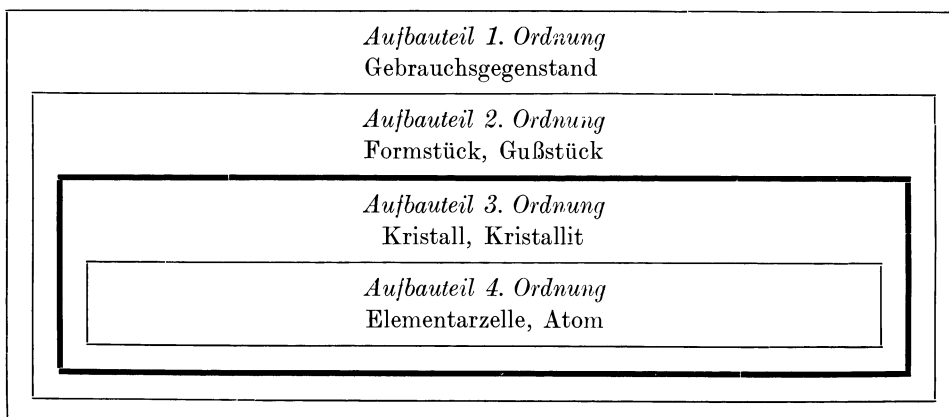 Aufbauteil 1. Ordnung
Gebrauchsgegenstand
Aufbauteil 2. Ordnung
Formstück, Gußstück
Aufbauteil 3. Ordnung
Kristall, Kristallit
Aufbauteil 4. Ordnung
Elementarzelle, Atom